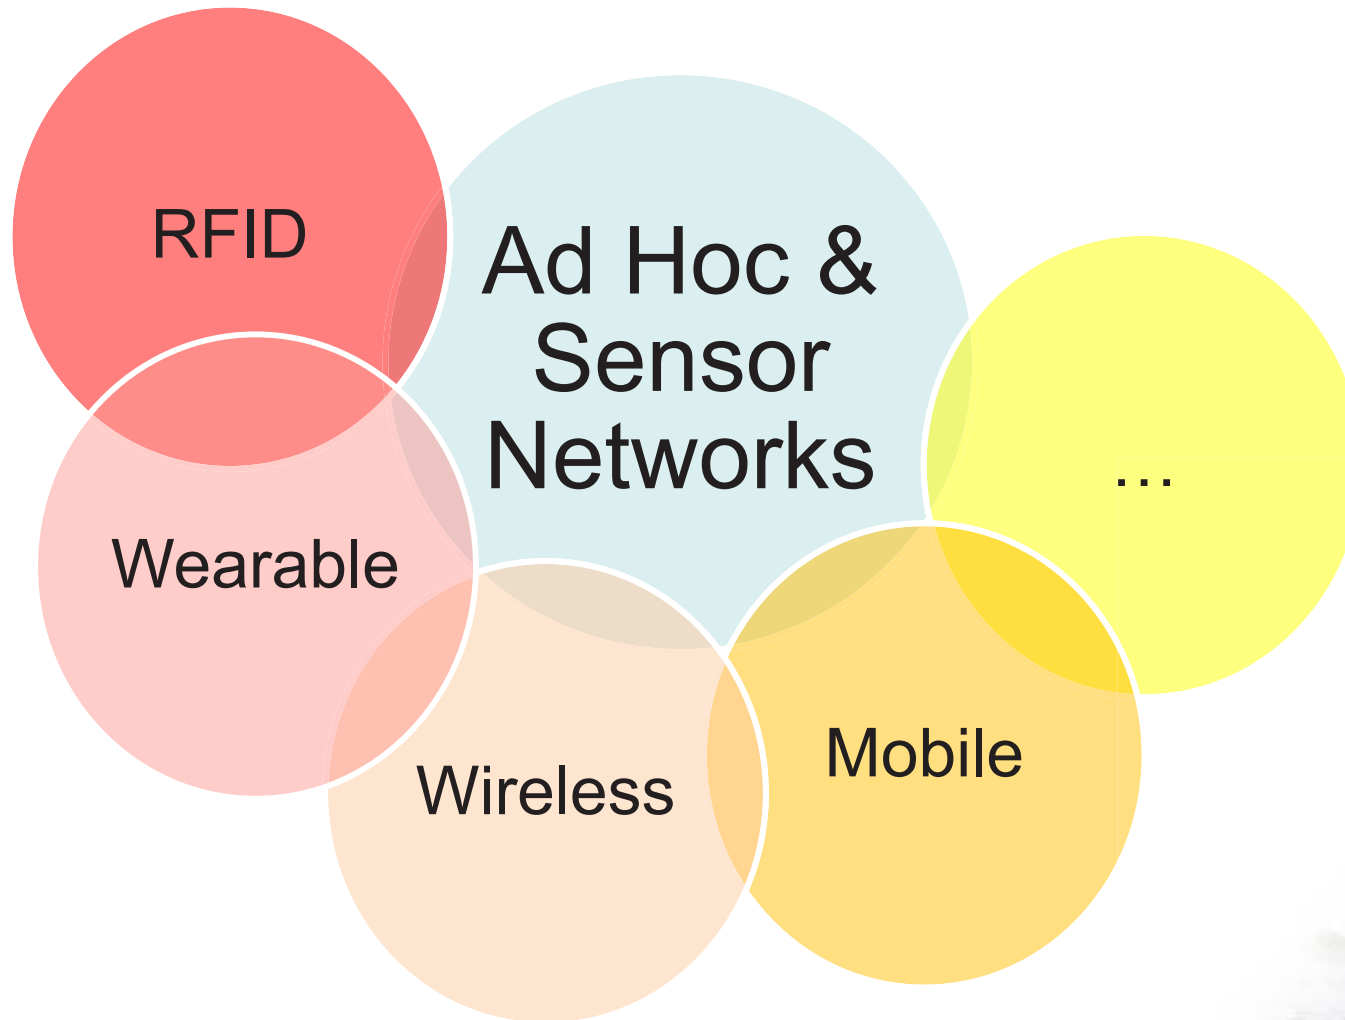 RFID
Ad Hoc &
Sensor
Networks
…
Wearable
Mobile
Wireless